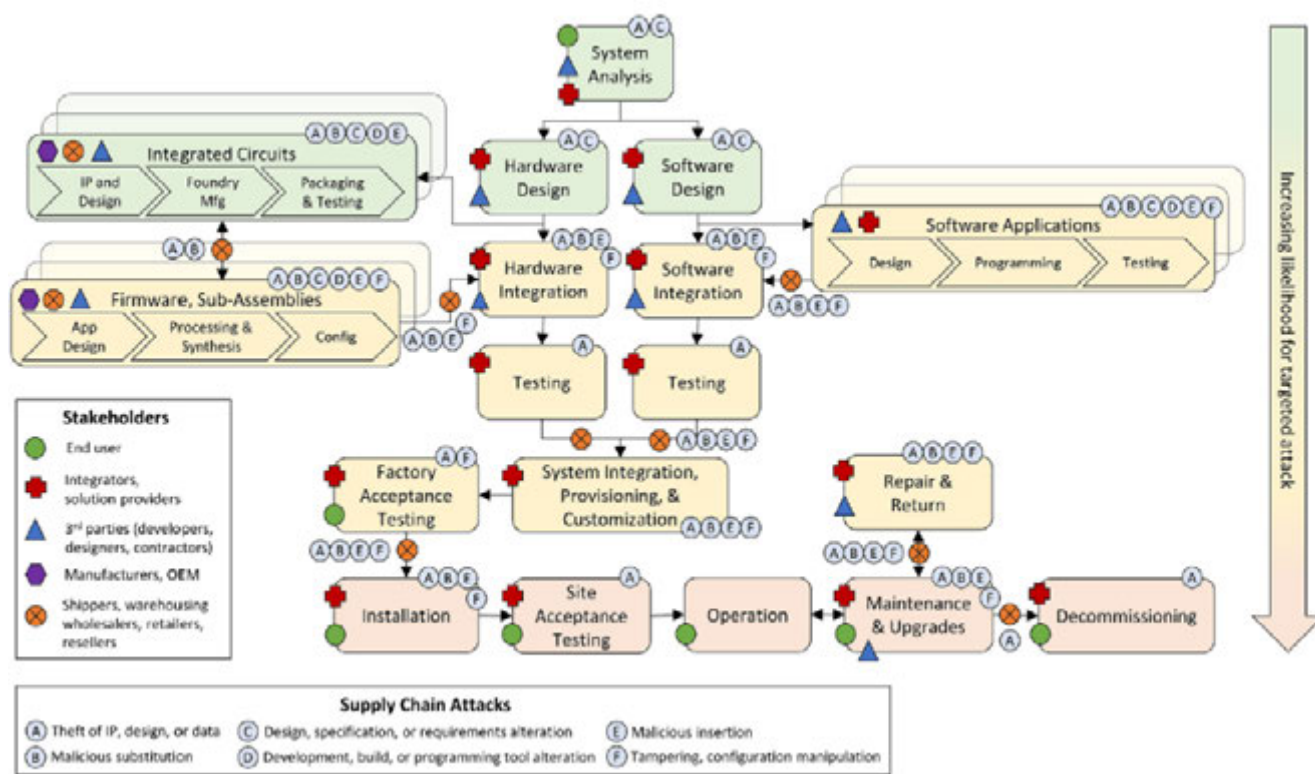 A C
System
Analysis
A B C D E
Integrated Circuits
IP and
Design
Foundry
Mfg
Packaging
& Testing
A C
Hardware
Design
A C
Software
Design
A B C D E F
Software Applications
Design
Programming
Testing
A B
A B E
F
Hardware
Integration
A B E
F
Software
Integration
A B E F
A B C D E F
Firmware, Sub-Assemblies
App
Design
Processing &
Synthesis
Config
A B E F
A
Testing
A
Testing
A B E F
Stakeholders
End user
Integrators,
solution providers
3rd parties (developers,
designers, contractors)
Manufacturers, OEM
Shippers, warehousing
wholesalers, retailers,
resellers
A F
Factory
Acceptance
Testing
System Integration,
Provisioning, &
Customization
A B E F
A B E F
Repair &
Return
A B E F
A B E F
A B E
F
Installation
A
Site
Acceptance
Testing
Operation
A B E
F
Maintenance
& Upgrades
A
A
Decommissioning
Increasing likelihood for targeted attack
Supply Chain Attacks
A Theft of IP, design, or data
C Design, specification, or requirements alteration
E Malicious insertion
B Malicious substitution
D Development, build, or programming tool alteration
F Tampering, configuration manipulation